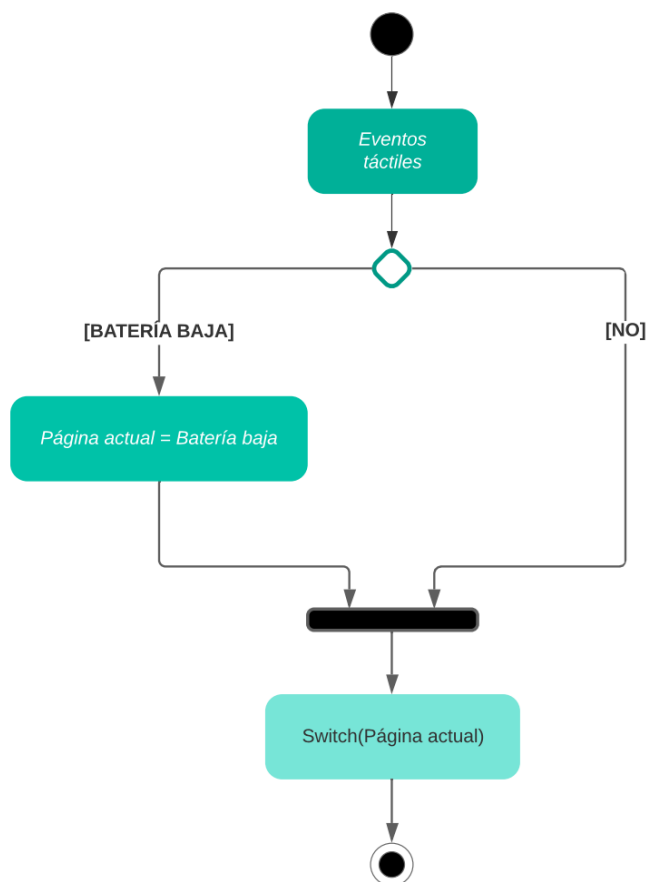 Eventos
táctiles
[BATERÍA BAJA]
[NO]
Página actual = Batería baja
Switch(Página actual)